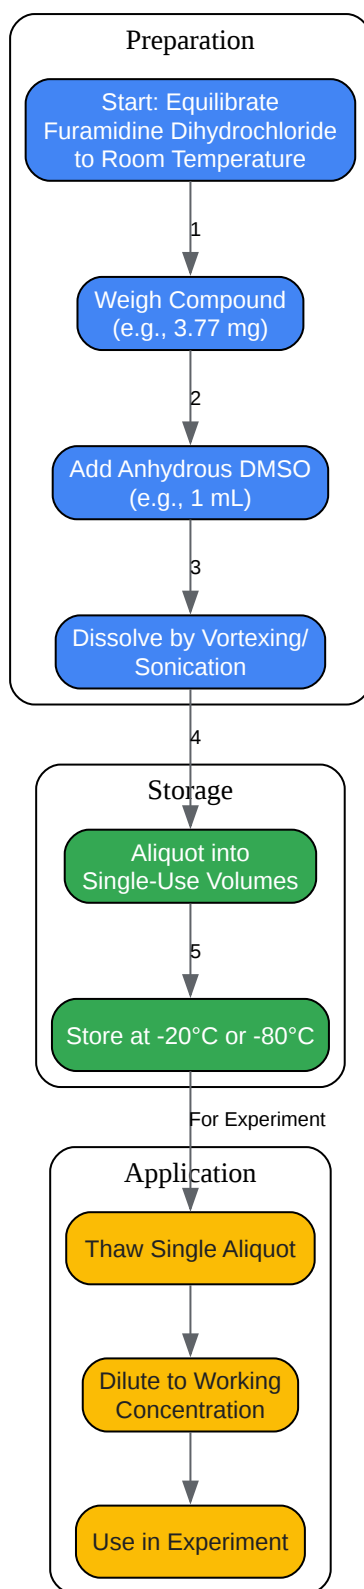 Preparation
Start: Equilibrate
Furamidine Dihydrochloride
to Room Temperature
1
Weigh Compound
(e.g., 3.77 mg)
2
Add Anhydrous DMSO
(e.g., 1 mL)
3
Dissolve by Vortexing/
Sonication
4
Storage
Aliquot into
Single-Use Volumes
5
Store at -20°C or -80°C
For Experiment
Application
Thaw Single Aliquot
Dilute to Working
Concentration
Use in Experiment